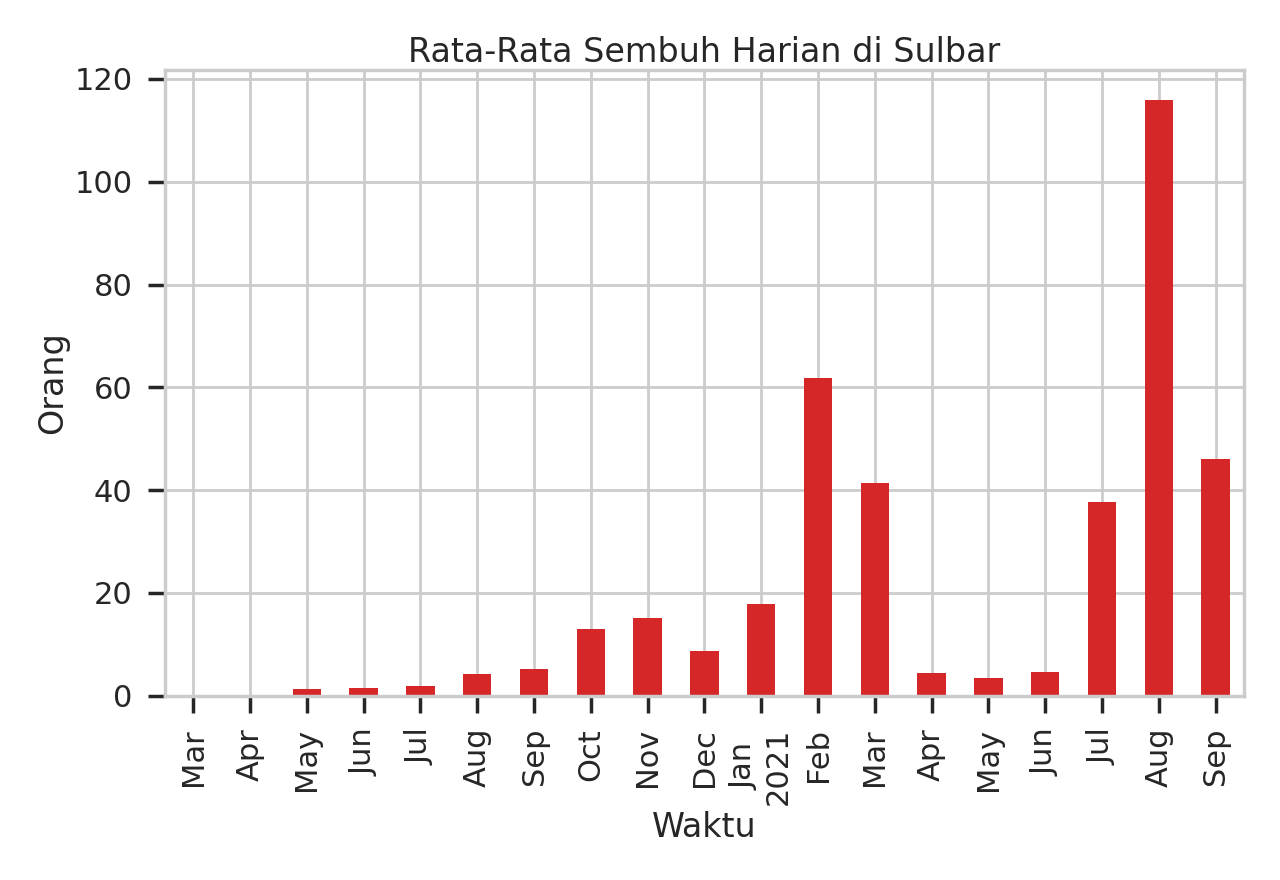 Rata-Rata Sembuh Harian di Sulbar
120
100
80
60
40
20
0
Orang
Mar
Apr
May
Jun
Jul
Aug
Sep
Oct
Nov
Dec
Jan
2021
Feb
Mar
Apr
May
Jun
Jul
Aug
Sep
Waktu